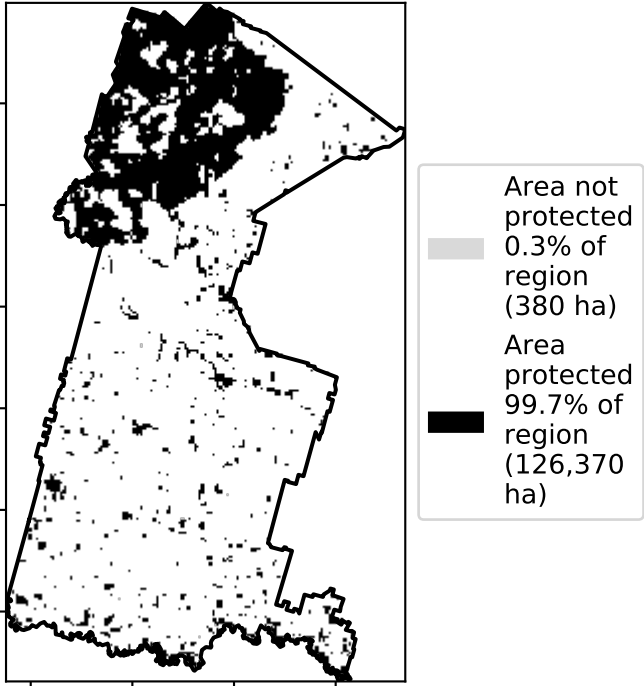 Area not
protected
0.3% of
region
(380 ha)
Area
protected
99.7% of
region
(126,370
ha)